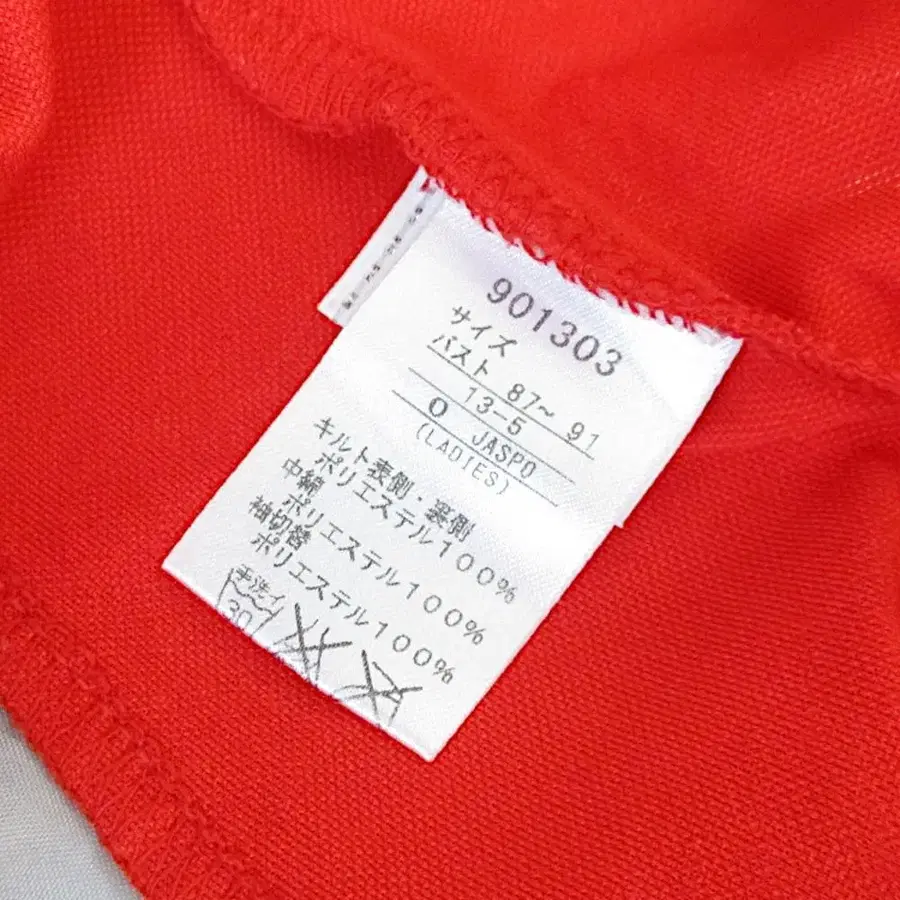 901303
サイズ
バスト 87～ 91
13-5
O JASPO
(LADIES)
キルト表側・裏側
ポリエステル100%
中綿
ポリエステル100%
袖切替
ポリエステル100%
手洗イ
30